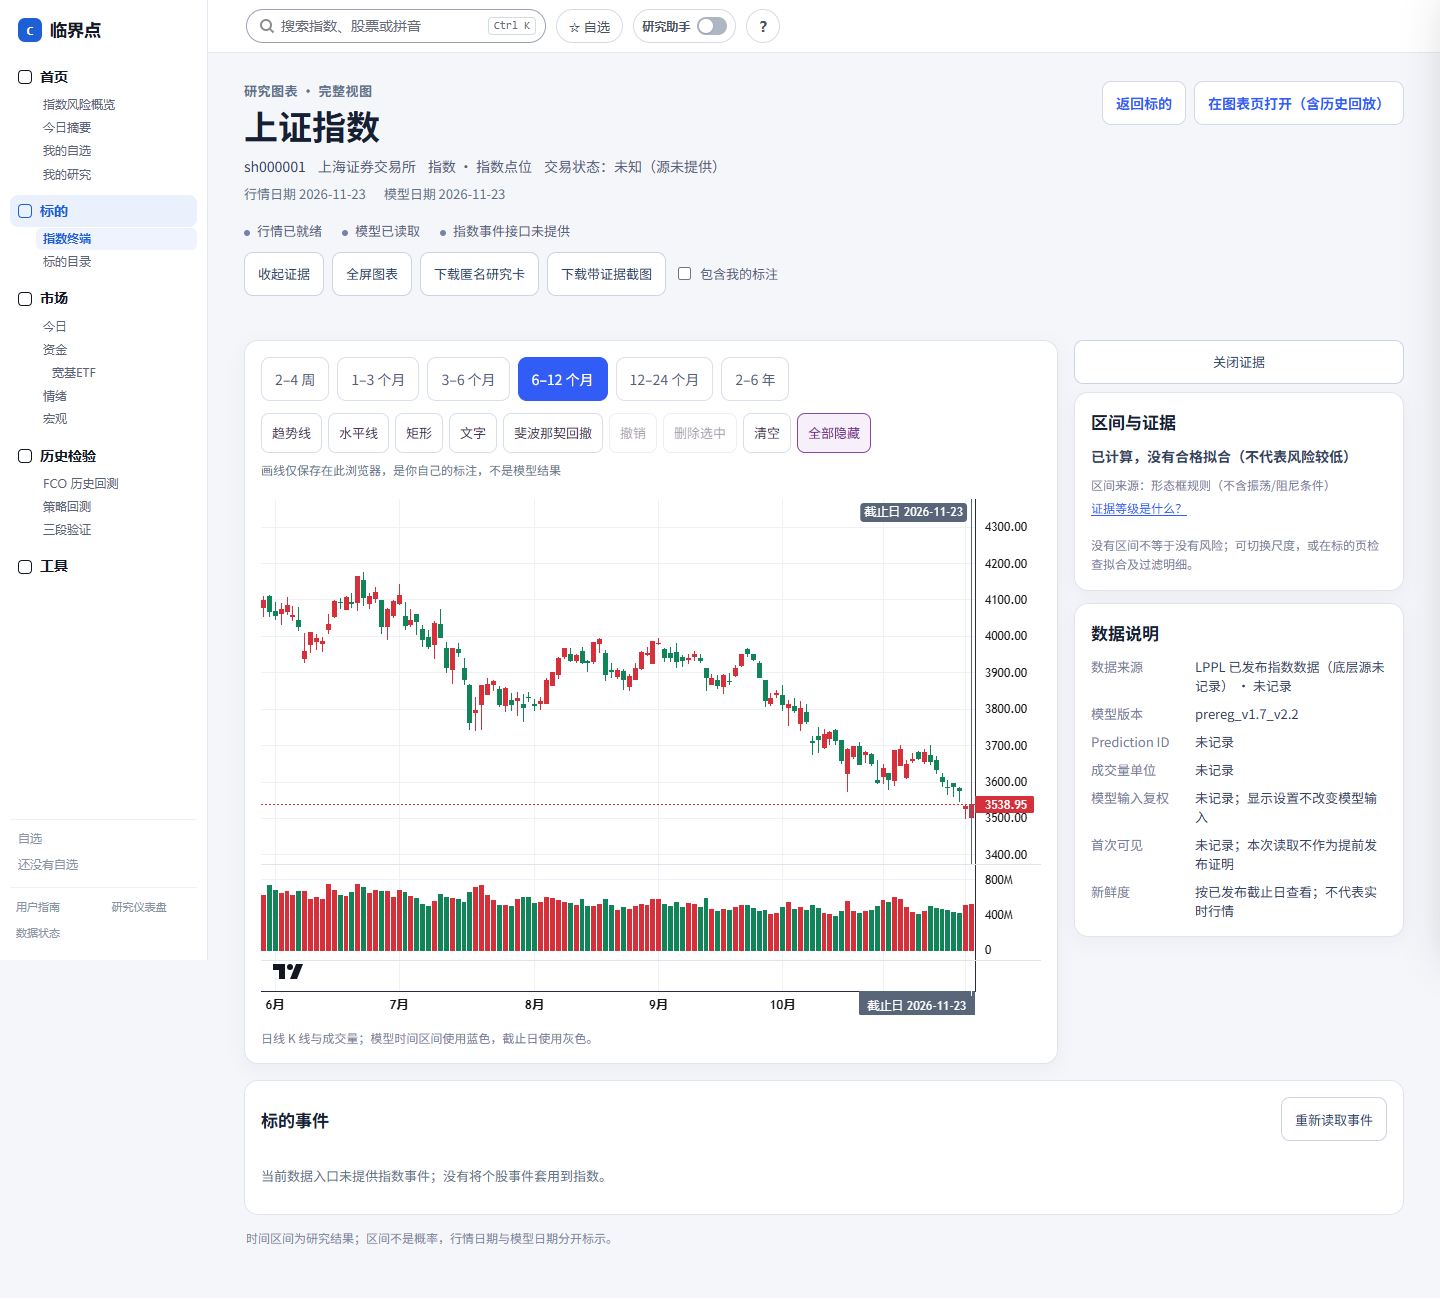 C 临界点
首页
指数风险概览
今日摘要
我的自选
我的研究
标的
指数终端
标的目录
市场
今日
资金
宽基ETF
情绪
宏观
历史检验
FCO 历史回测
策略回测
三段验证
工具
自选
还没有自选
用户指南 研究仪表盘
数据状态
搜索指数、股票或拼音 Ctrl K ☆ 自选 研究助手 ?
研究图表 · 完整视图
上证指数
返回标的 在图表页打开（含历史回放）
sh000001 上海证券交易所 指数 · 指数点位 交易状态：未知（源未提供）
行情日期 2026-11-23 模型日期 2026-11-23
行情已就绪 模型已读取 指数事件接口未提供
收起证据 全屏图表 下载匿名研究卡 下载带证据截图 包含我的标注
2–4 周 1–3 个月 3–6 个月 6–12 个月 12–24 个月 2–6 年
趋势线 水平线 矩形 文字 斐波那契回撤 撤销 删除选中 清空 全部隐藏
画线仅保存在此浏览器，是你自己的标注，不是模型结果
截止日 2026-11-23
4300.00
4200.00
4100.00
4000.00
3900.00
3800.00
3700.00
3600.00
3538.95
3500.00
3400.00
800M
400M
0
6月 7月 8月 9月 10月 截止日 2026-11-23
日线 K 线与成交量；模型时间区间使用蓝色，截止日使用灰色。
关闭证据
区间与证据
已计算，没有合格拟合（不代表风险较低）
区间来源：形态框规则（不含振荡/阻尼条件）
证据等级是什么？
没有区间不等于没有风险；可切换尺度，或在标的页检
查拟合及过滤明细。
数据说明
数据来源 LPPL 已发布指数数据（底层源未
记录） · 未记录
模型版本 prereg_v1.7_v2.2
Prediction ID 未记录
成交量单位 未记录
模型输入复权 未记录；显示设置不改变模型输
入
首次可见 未记录；本次读取不作为提前发
布证明
新鲜度 按已发布截止日查看；不代表实
时行情
标的事件
重新读取事件
当前数据入口未提供指数事件；没有将个股事件套用到指数。
时间区间为研究结果；区间不是概率，行情日期与模型日期分开标示。